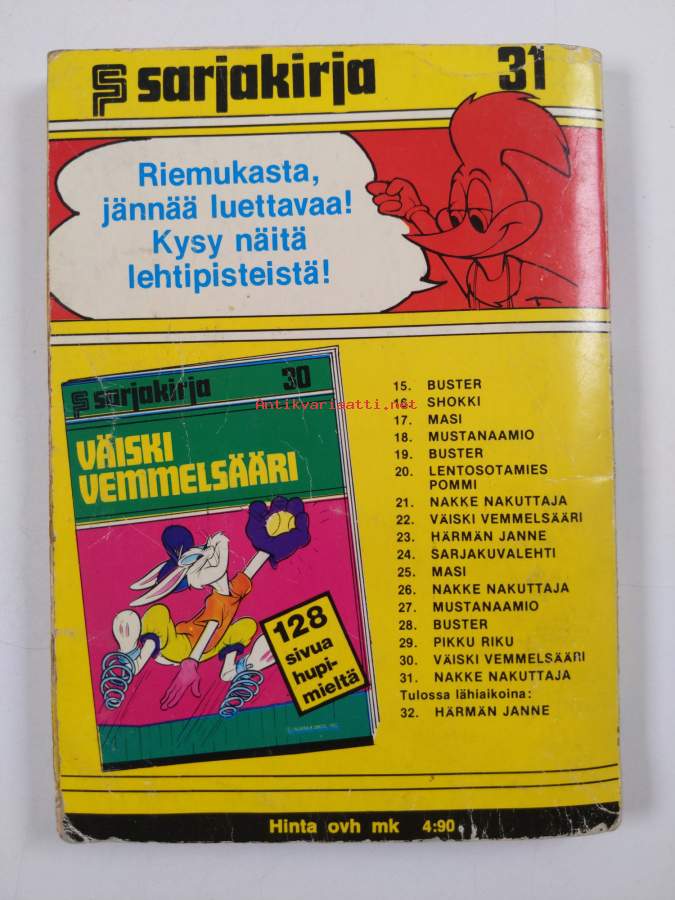 sarjakirja 31
Riemukasta,
jännää luettavaa!
Kysy näitä
lehtipisteistä!
sarjakirja 30
VÄISKI
VEMMELSÄÄRI
128
sivua
hupi-
mieltä
Antikvarisatti.net
15. BUSTER
16. SHOKKI
17. MASI
18. MUSTANAAMIO
19. BUSTER
20. LENTOSOTAMIES
POMMI
21. NAKKE NAKUTTAJA
22. VÄISKI VEMMELSÄÄRI
23. HÄRMÄN JANNE
24. SARJAKUVALEHTI
25. MASI
26. NAKKE NAKUTTAJA
27. MUSTANAAMIO
28. BUSTER
29. PIKKU RIKU
30. VÄISKI VEMMELSÄÄRI
31. NAKKE NAKUTTAJA
Tulossa lähiaikoina:
32. HÄRMÄN JANNE
Hinta ovh mk 4:90